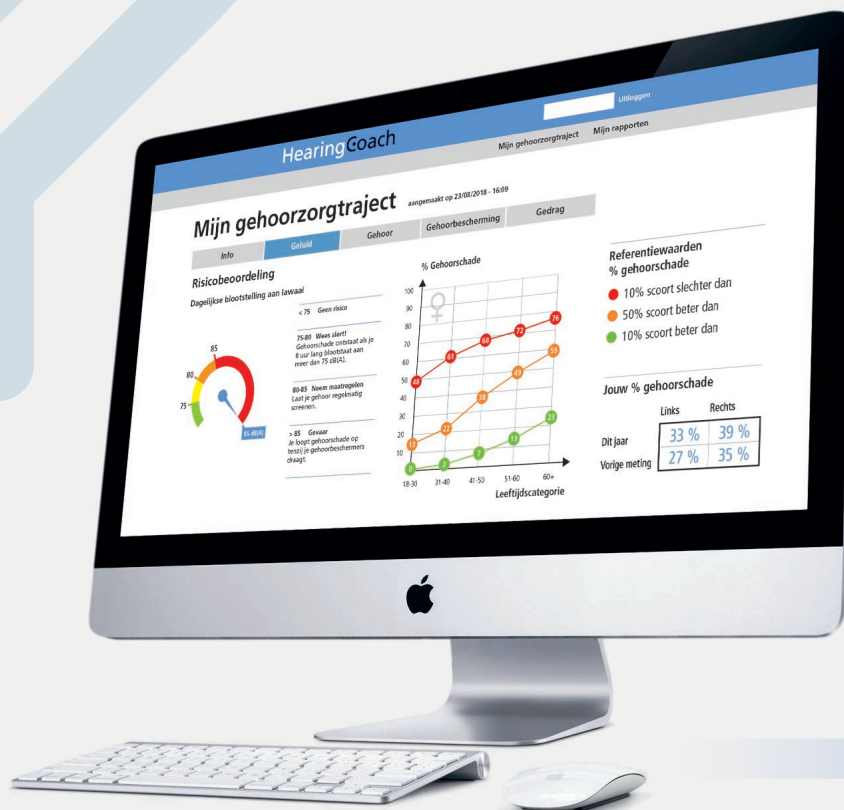 HearingCoach
Uitloggen
Mijn gehoorzorgtraject Mijn rapporten
Mijn gehoorzorgtraject aangemaakt op 23/08/2018 - 16:09
Info Geluid Gehoor Gehoorbescherming Gedrag
Risicobeoordeling
Dagelijkse blootstelling aan lawaai
75
80
85
95 dB(A)
< 75 Geen risico
75-80 Wees alert!
Gehoorschade ontstaat als je
8 uur lang blootstaat aan
meer dan 75 dB(A).
80-85 Neem maatregelen
Laat je gehoor regelmatig
screenen.
> 85 Gevaar
Je loopt gehoorschade op
tenzij je gehoorbeschermers
draagt.
% Gehoorschade
100
90
80
70
60
50
40
30
20
10
48 61 68 72 76
13 22 38 49 59
0 2 7 13 23
18-30 31-40 41-50 51-60 60+
Leeftijdscategorie
Referentiewaarden
% gehoorschade
10% scoort slechter dan
50% scoort beter dan
10% scoort beter dan
Jouw % gehoorschade
Links Rechts
Dit jaar 33 % 39 %
Vorige meting 27 % 35 %